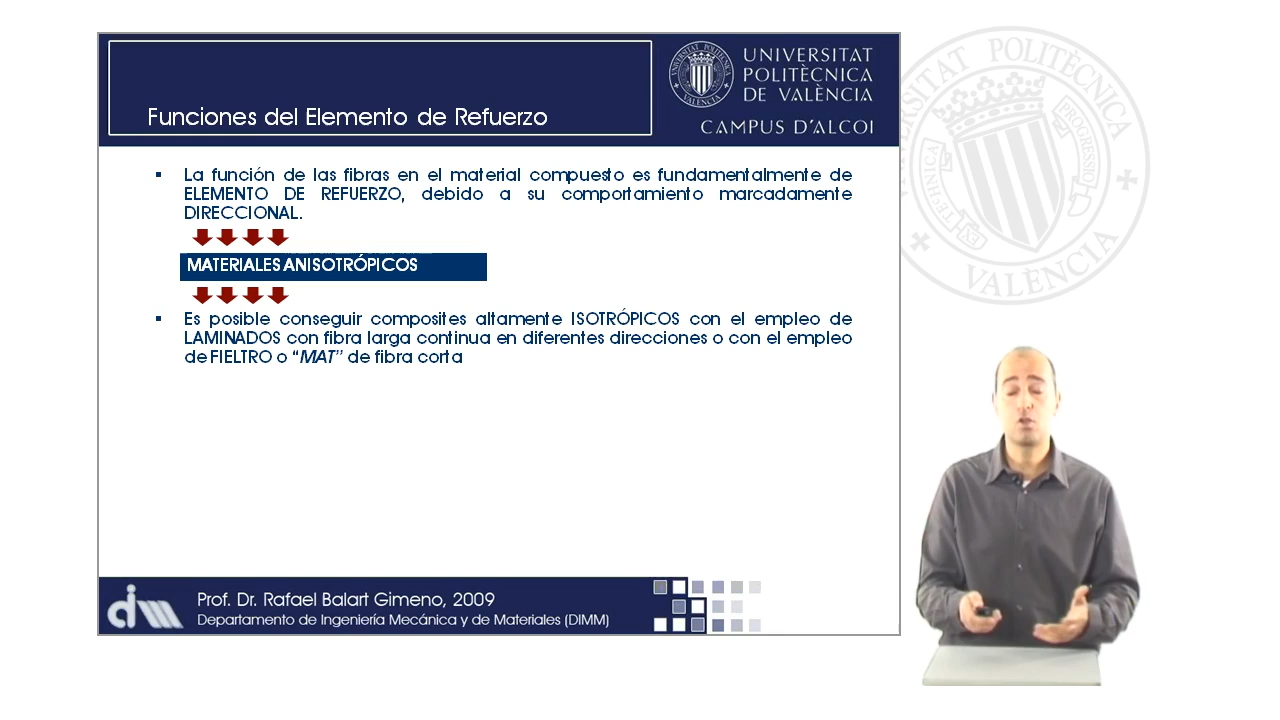 Funciones del Elemento de Refuerzo
UNIVERSITAT
POLITÈCNICA
DE VALÈNCIA
CAMPUS D'ALCOI
▪ La función de las fibras en el material compuesto es fundamentalmente de
ELEMENTO DE REFUERZO, debido a su comportamiento marcadamente
DIRECCIONAL.
MATERIALES ANISOTRÓPICOS
▪ Es posible conseguir composites altamente ISOTRÓPICOS con el empleo de
LAMINADOS con fibra larga continua en diferentes direcciones o con el empleo
de FIELTRO o "MAT" de fibra corta
dim
Prof. Dr. Rafael Balart Gimeno, 2009
Departamento de Ingeniería Mecánica y de Materiales (DIMM)
POLITÈCNICA
VALÈNCIA